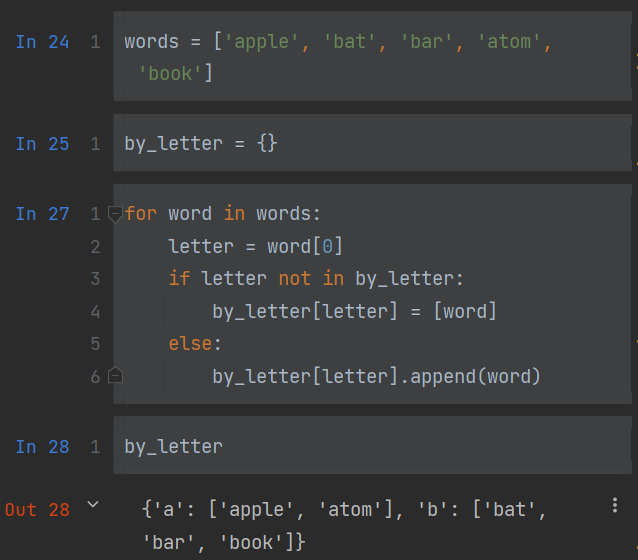 In 24 1 words = ['apple', 'bat', 'bar', 'atom',
'book']
In 25 1 by_letter = {}
In 27 1 for word in words:
2 letter = word[0]
3 if letter not in by_letter:
4 by_letter[letter] = [word]
5 else:
6 by_letter[letter].append(word)
In 28 1 by_letter
Out 28 {'a': ['apple', 'atom'], 'b': ['bat',
'bar', 'book']}